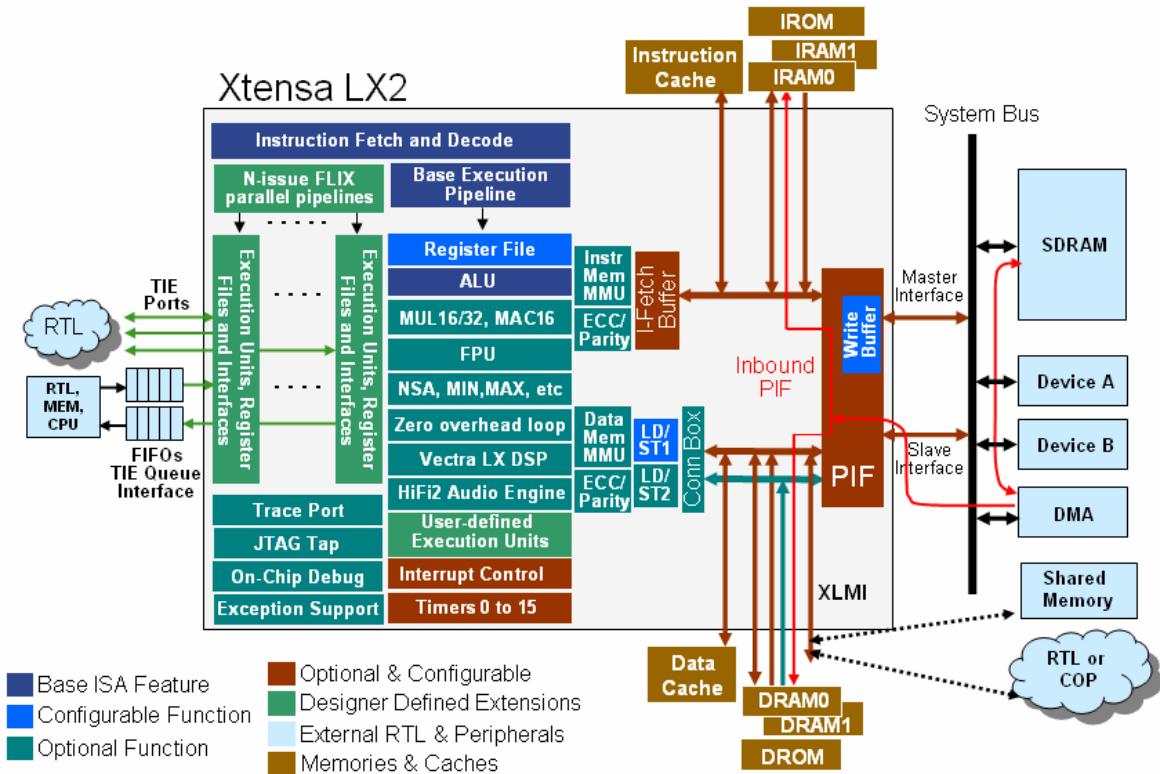 IROM
IRAM1
IRAM0
Instruction
Cache
Xtensa LX2
System Bus
Instruction Fetch and Decode
N-issue FLIX
parallel pipelines
Base Execution
Pipeline
Execution Units, Register
Files and Interfaces
Execution Units, Register
Files and Interfaces
Register File
ALU
MUL16/32, MAC16
FPU
NSA, MIN,MAX, etc
Zero overhead loop
Vectra LX DSP
HiFi2 Audio Engine
User-defined
Execution Units
Interrupt Control
Timers 0 to 15
Trace Port
JTAG Tap
On-Chip Debug
Exception Support
Instr
Mem
MMU
ECC/
Parity
I-Fetch
Buffer
Data
Mem
MMU
ECC/
Parity
LD/
ST1
LD/
ST2
Conn Box
Write
Buffer
PIF
Inbound
PIF
Master
Interface
Slave
Interface
XLMI
TIE
Ports
RTL
RTL,
MEM,
CPU
FIFOs
TIE Queue
Interface
SDRAM
Device A
Device B
DMA
Shared
Memory
RTL or
COP
Data
Cache
DRAM0
DRAM1
DROM
Base ISA Feature
Configurable Function
Optional Function
Optional & Configurable
Designer Defined Extensions
External RTL & Peripherals
Memories & Caches